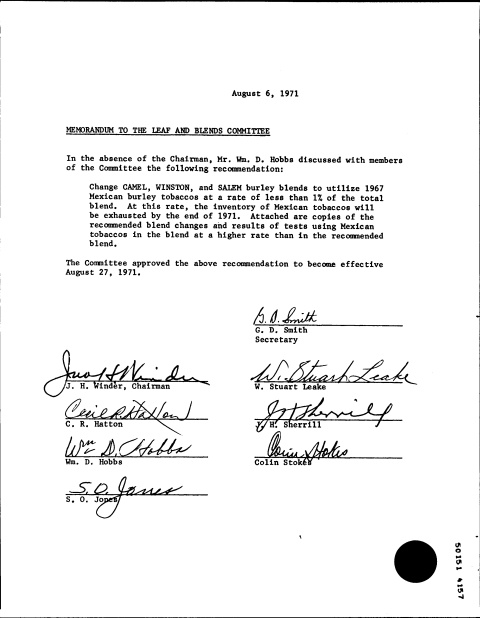 August 6, 1971
MEMORANDUM TO THE LEAF AND BLENDS COMMITTEE
In the absence of the Chairman, Mr. Wm. D. Hobbs discussed with members
of the Committee the following recommendation:
Change CAMEL, WINSTON, and SALEM burley blends to utilize 1967
Mexican burley tobaccos at a rate of less than 1% of the total
blend. At this rate, the inventory of Mexican tobaccos will
be exhausted by the end of 1971. Attached are copies of the
recommended blend changes and results of tests using Mexican
tobaccos in the blend at a higher rate than in the recommended
blend.
The Committee approved the above recommendation to become effective
August 27, 1971.
G. D. Smith
G. D. Smith
Secretary
Jno H Winder
J. H. Winder, Chairman
W. Stuart Leake
W. Stuart Leake
Cecil R Hatton
C. R. Hatton
J H Sherrill
J. H. Sherrill
Wm D. Hobbs
Wm. D. Hobbs
Colin Stokes
Colin Stokes
S. O. Jones
S. O. Jones
50151 4157